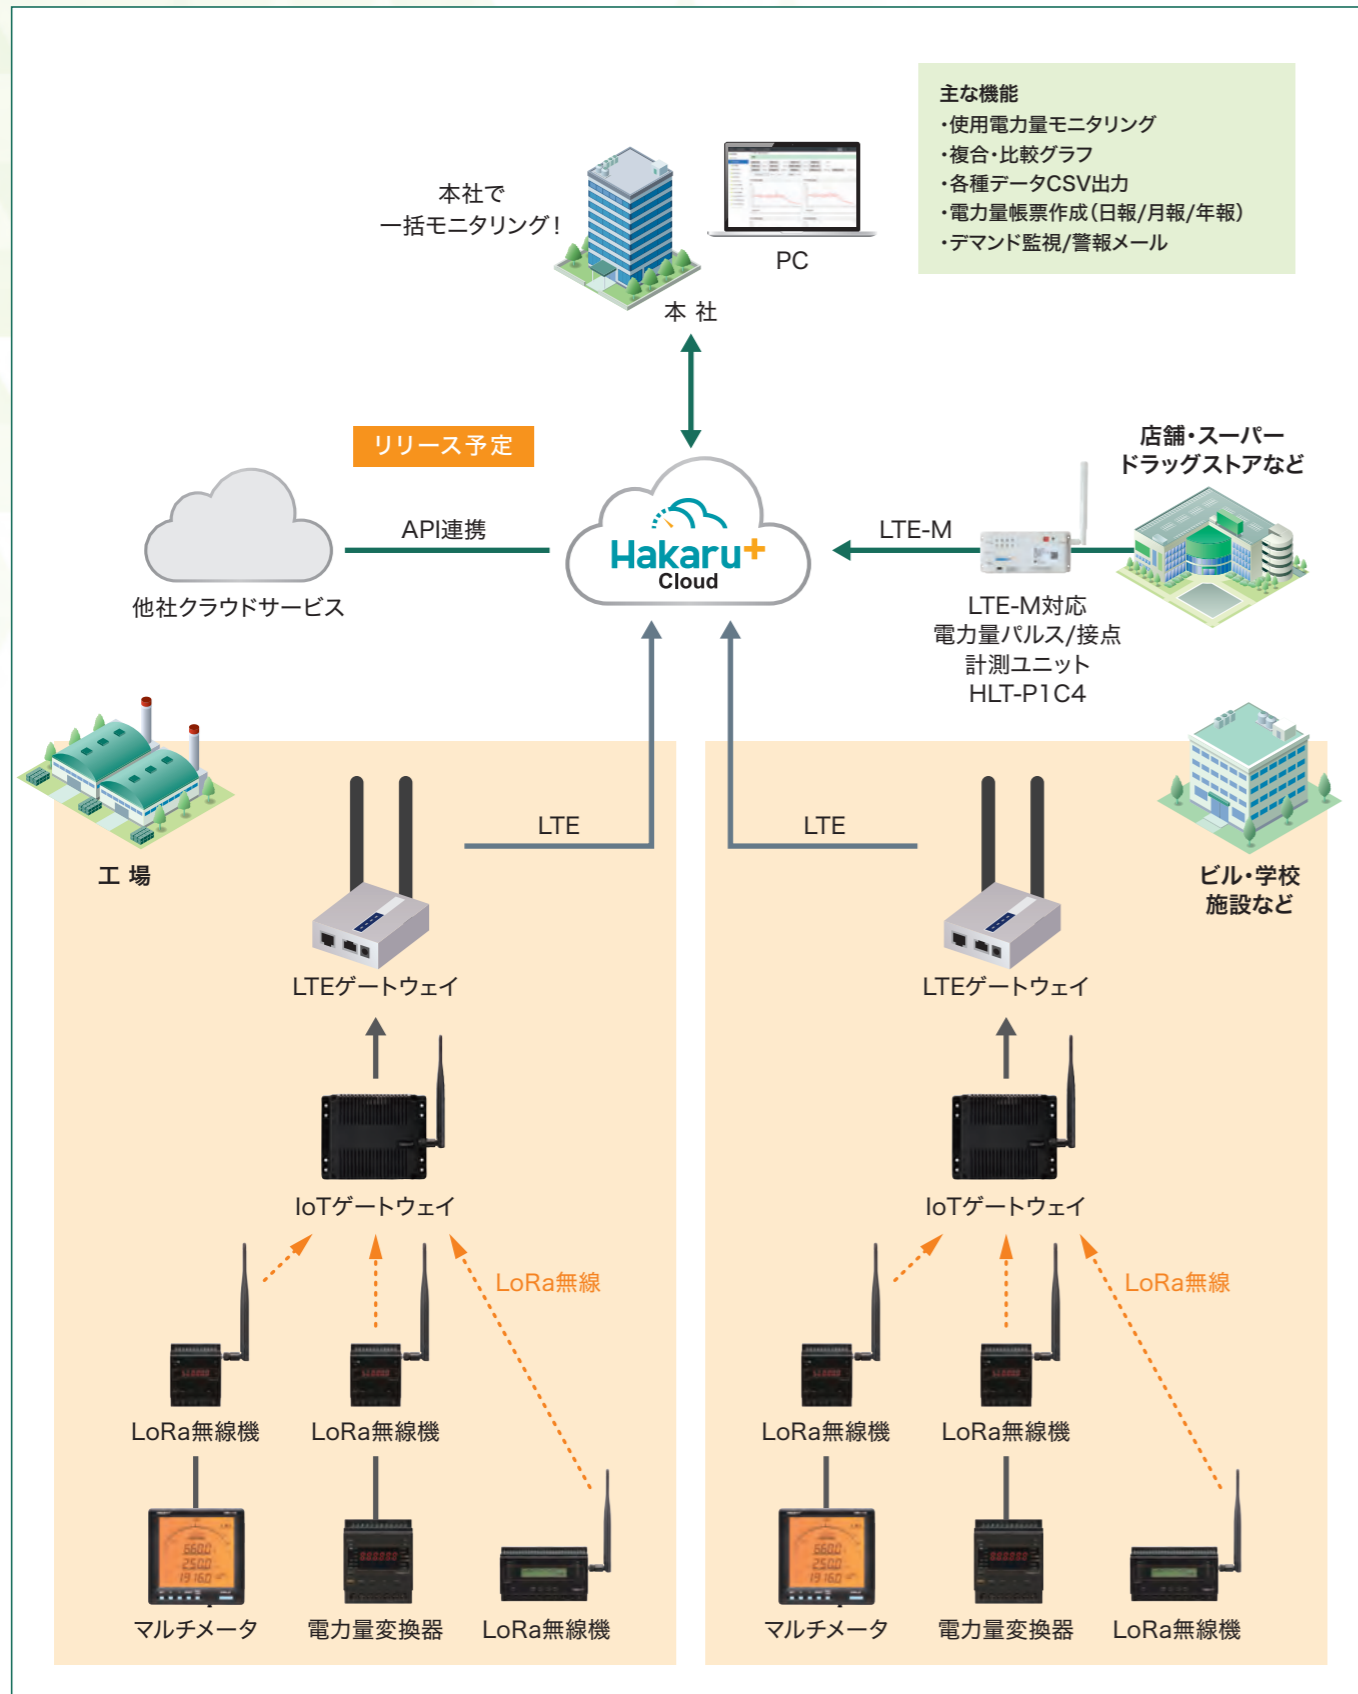 主な機能
・使用電力量モニタリング
・複合・比較グラフ
・各種データCSV出力
・電力量帳票作成(日報/月報/年報)
・デマンド監視/警報メール
本社で
一括モニタリング！
PC
本 社
リリース予定
API連携
他社クラウドサービス
Hakaru+
Cloud
LTE-M
店舗・スーパー
ドラッグストアなど
LTE-M対応
電力量パルス/接点
計測ユニット
HLT-P1C4
工 場
LTE
LTEゲートウェイ
IoTゲートウェイ
LoRa無線
LoRa無線機
LoRa無線機
6600
2500
19160
マルチメータ
電力量変換器
LoRa無線機
LTE
ビル・学校
施設など
LTEゲートウェイ
IoTゲートウェイ
LoRa無線
LoRa無線機
LoRa無線機
6600
2500
19160
マルチメータ
電力量変換器
LoRa無線機